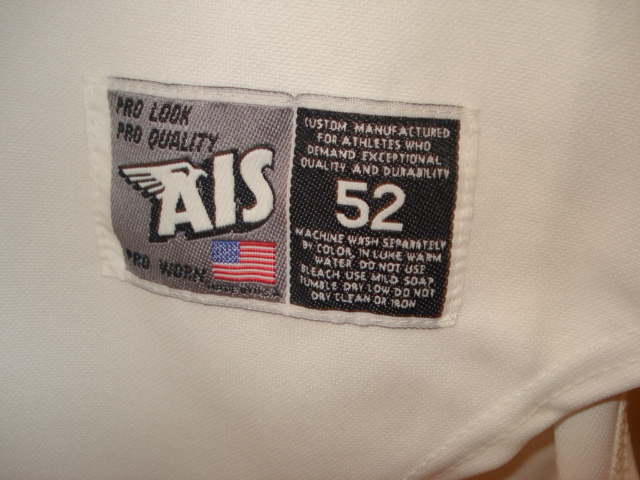 PRO LOOK
PRO QUALITY
AIS
PRO WORN
CUSTOM MANUFACTURED
FOR ATHLETES WHO
DEMAND EXCEPTIONAL
QUALITY AND DURABILITY
52
MACHINE WASH SEPARATELY
BY COLOR, IN LUKE WARM
WATER. DO NOT USE
BLEACH USE MILD SOAP
TUMBLE DRY LOW DO NOT
DRY CLEAN OR IRON